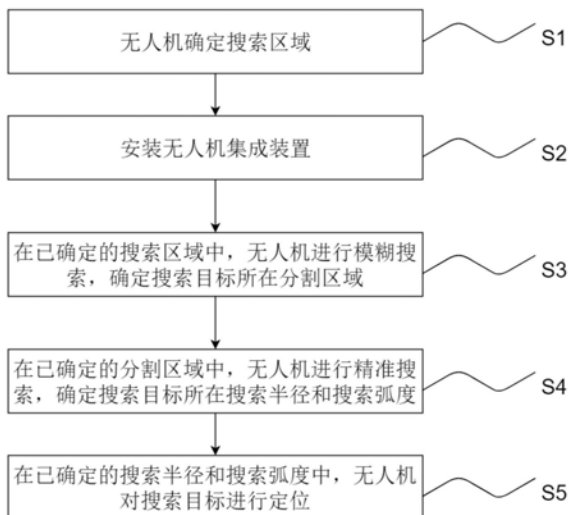 无人机确定搜索区域
S1
安装无人机集成装置
S2
在已确定的搜索区域中，无人机进行模糊搜
索，确定搜索目标所在分割区域
S3
在已确定的分割区域中，无人机进行精准搜
索，确定搜索目标所在搜索半径和搜索弧度
S4
在已确定的搜索半径和搜索弧度中，无人机
对搜索目标进行定位
S5